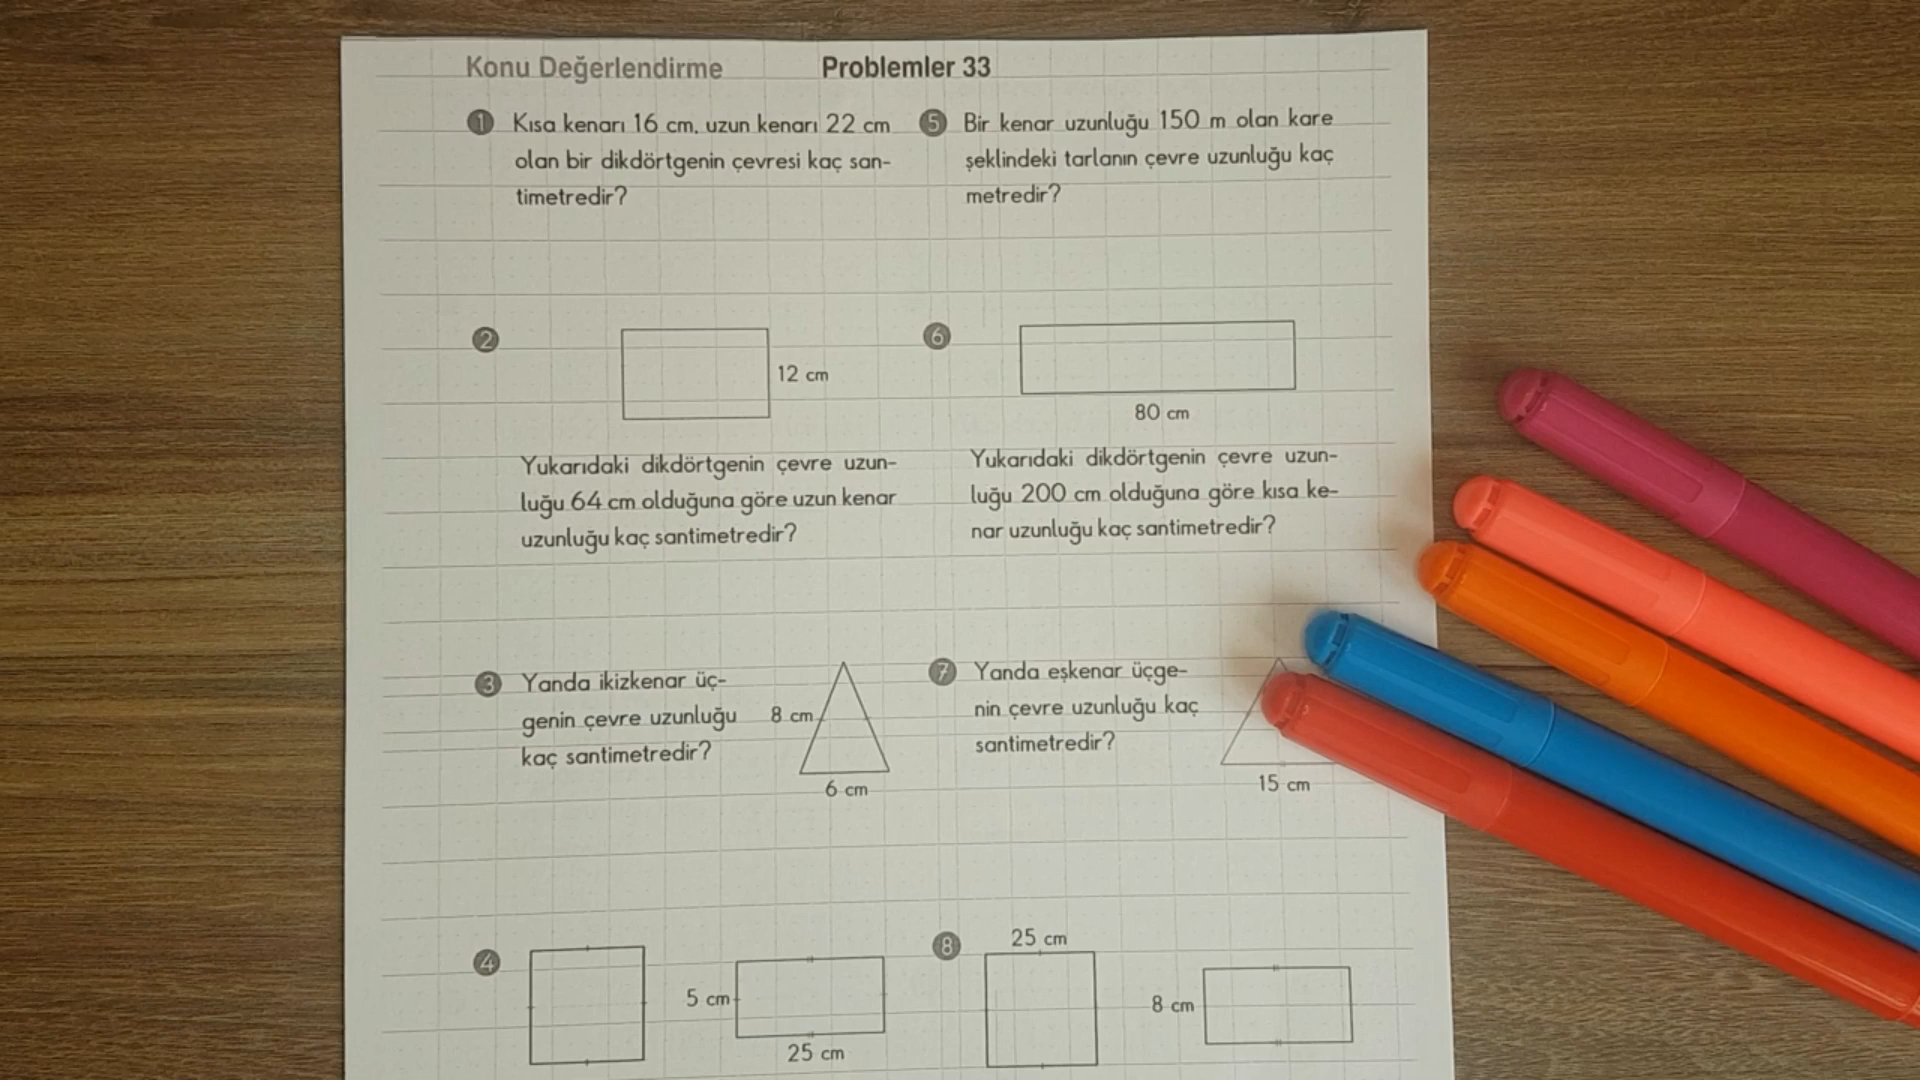 Konu Değerlendirme Problemler 33
1 Kısa kenarı 16 cm, uzun kenarı 22 cm
olan bir dikdörtgenin çevresi kaç san-
timetredir?
2
12 cm
Yukarıdaki dikdörtgenin çevre uzun-
luğu 64 cm olduğuna göre uzun kenar
uzunluğu kaç santimetredir?
3 Yanda ikizkenar üç-
genin çevre uzunluğu
kaç santimetredir?
8 cm
6 cm
4
5 cm
25 cm
5 Bir kenar uzunluğu 150 m olan kare
şeklindeki tarlanın çevre uzunluğu kaç
metredir?
6
80 cm
Yukarıdaki dikdörtgenin çevre uzun-
luğu 200 cm olduğuna göre kısa ke-
nar uzunluğu kaç santimetredir?
7 Yanda eşkenar üçge-
nin çevre uzunluğu kaç
santimetredir?
15 cm
8
25 cm
8 cm